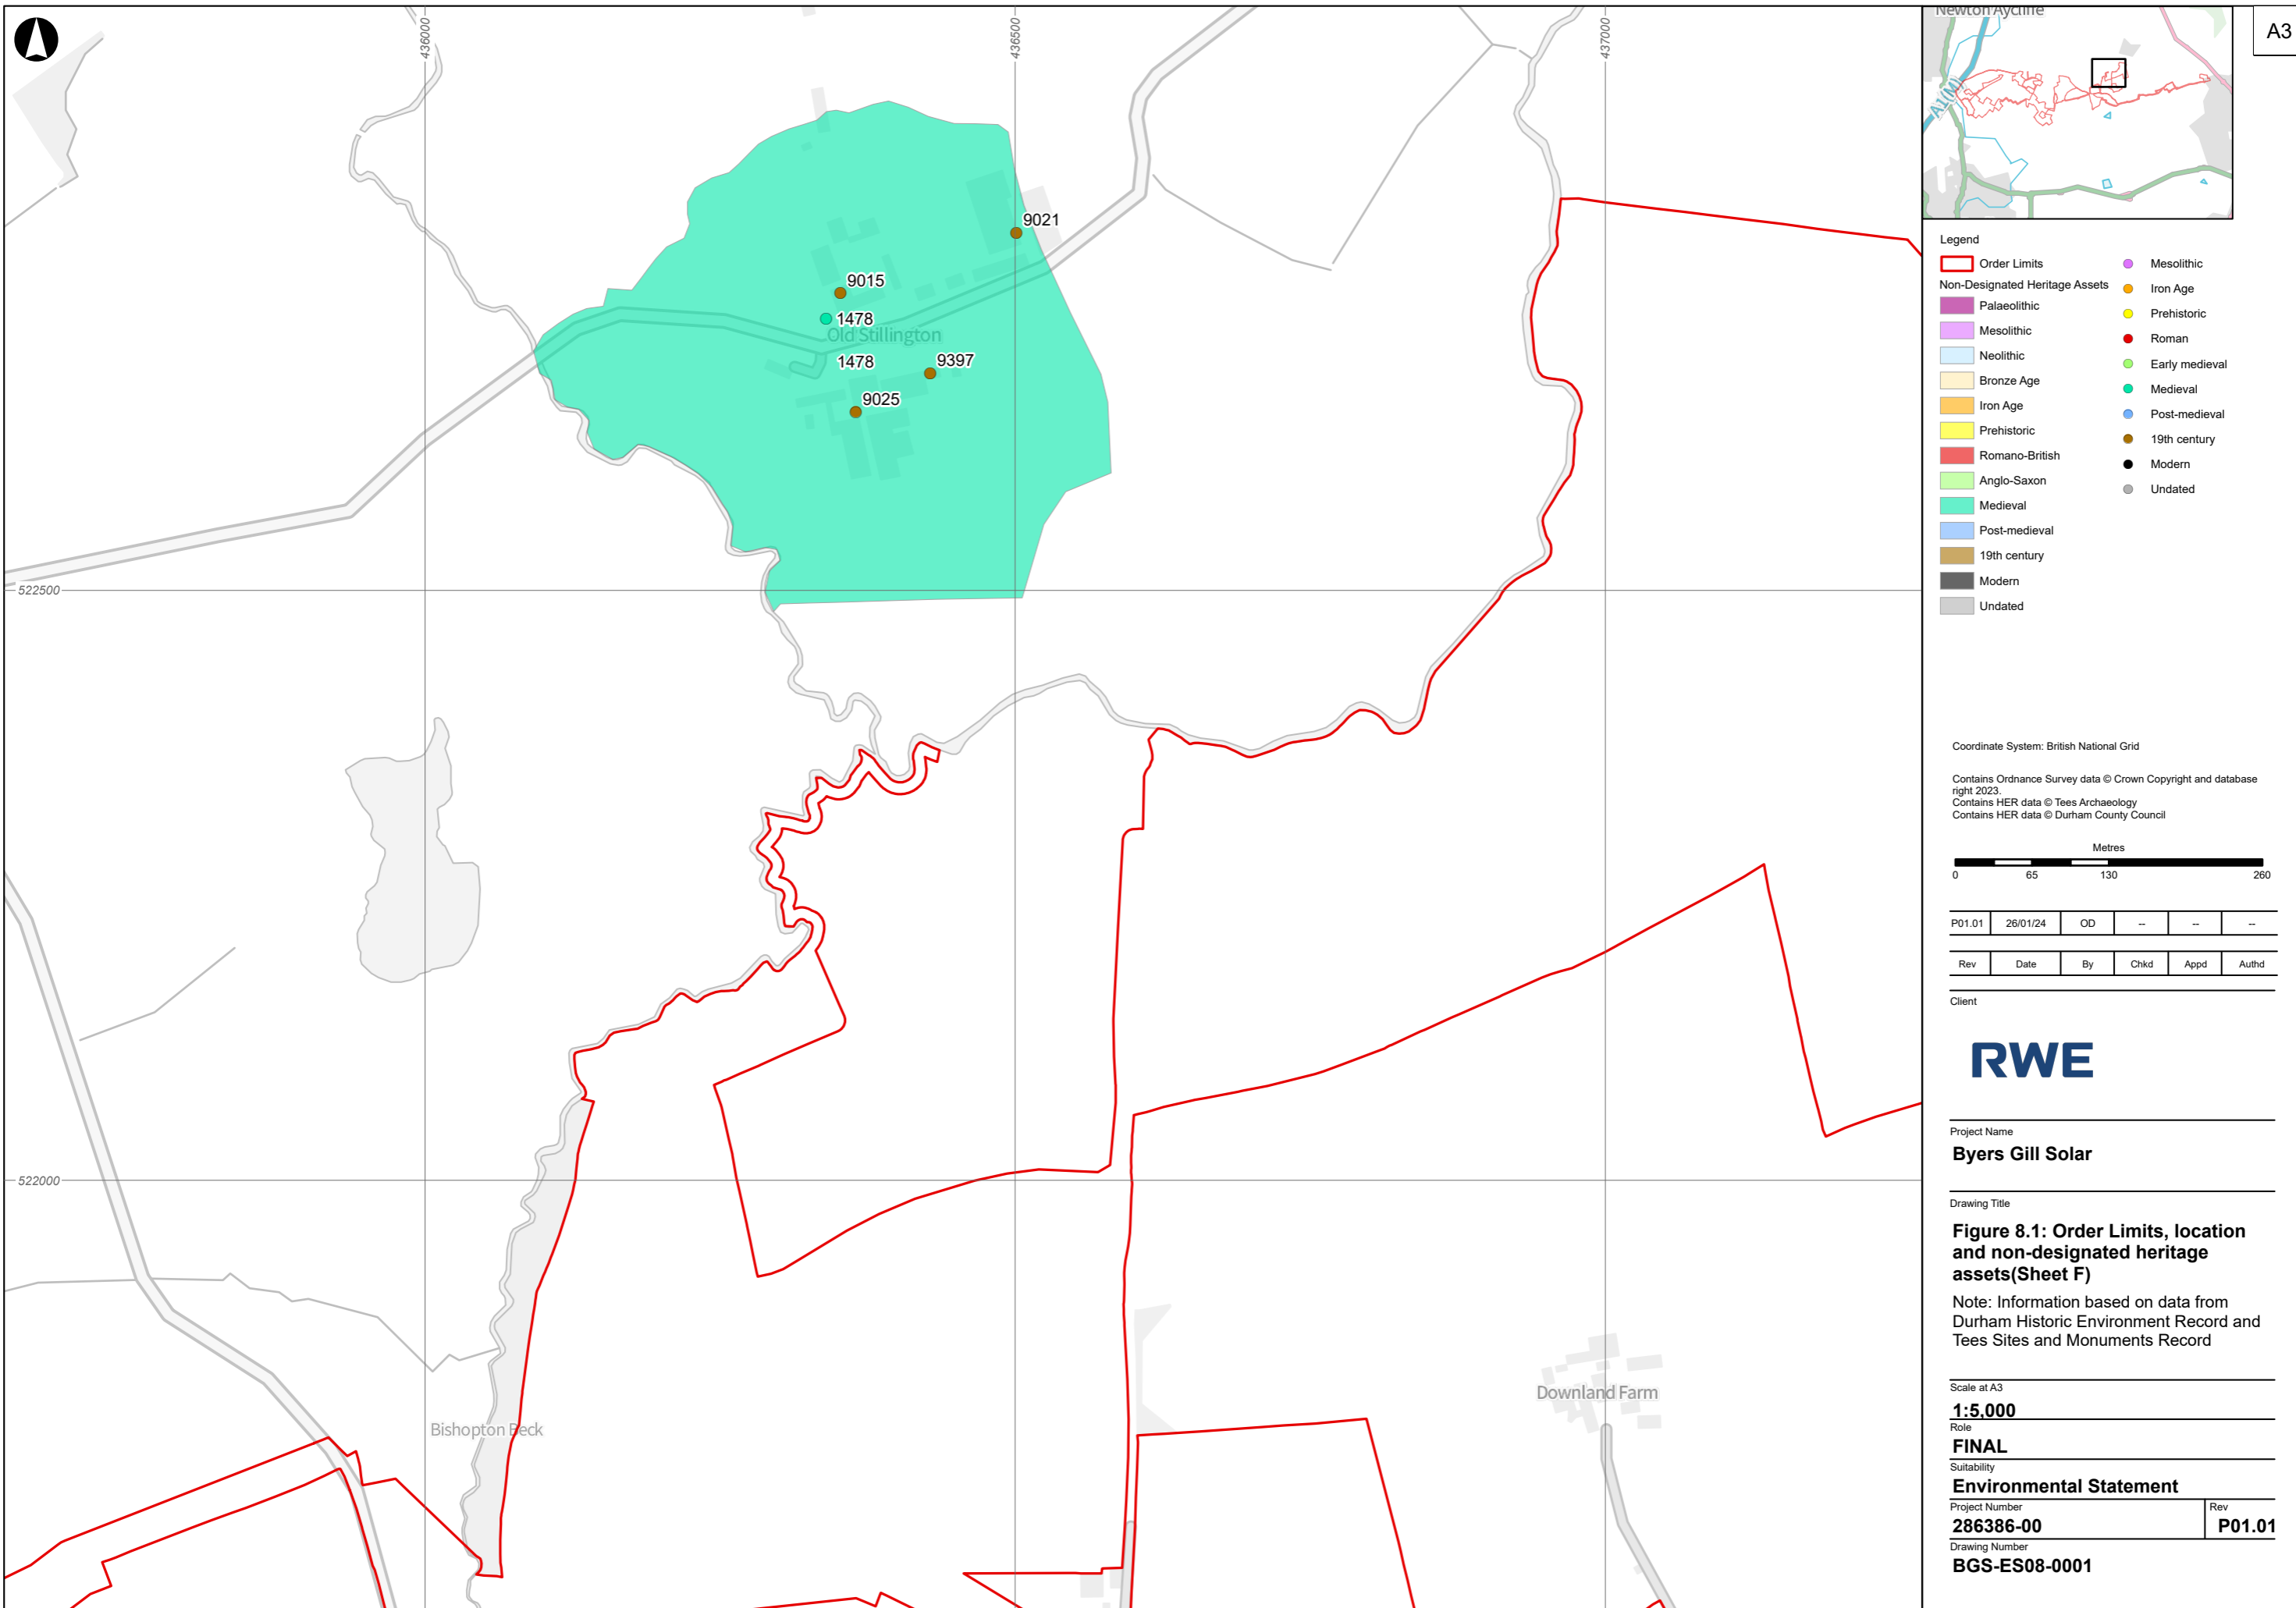 436000
436500
437000
522500
522000
9021
9015
1478
Old Stillington
1478
9397
9025
Bishopton Beck
Downland Farm
Newton Aycliffe
A1(M)
A3
Legend
Order Limits
Non-Designated Heritage Assets
Palaeolithic
Mesolithic
Neolithic
Bronze Age
Iron Age
Prehistoric
Romano-British
Anglo-Saxon
Medieval
Post-medieval
19th century
Modern
Undated
Mesolithic
Iron Age
Prehistoric
Roman
Early medieval
Medieval
Post-medieval
19th century
Modern
Undated
Coordinate System: British National Grid
Contains Ordnance Survey data © Crown Copyright and database
right 2023.
Contains HER data © Tees Archaeology
Contains HER data © Durham County Council
Metres
0 65 130 260
P01.01 26/01/24 OD -- -- --
Rev Date By Chkd Appd Authd
Client
RWE
Project Name
Byers Gill Solar
Drawing Title
Figure 8.1: Order Limits, location
and non-designated heritage
assets(Sheet F)
Note: Information based on data from
Durham Historic Environment Record and
Tees Sites and Monuments Record
Scale at A3
1:5,000
Role
FINAL
Suitability
Environmental Statement
Project Number Rev
286386-00 P01.01
Drawing Number
BGS-ES08-0001